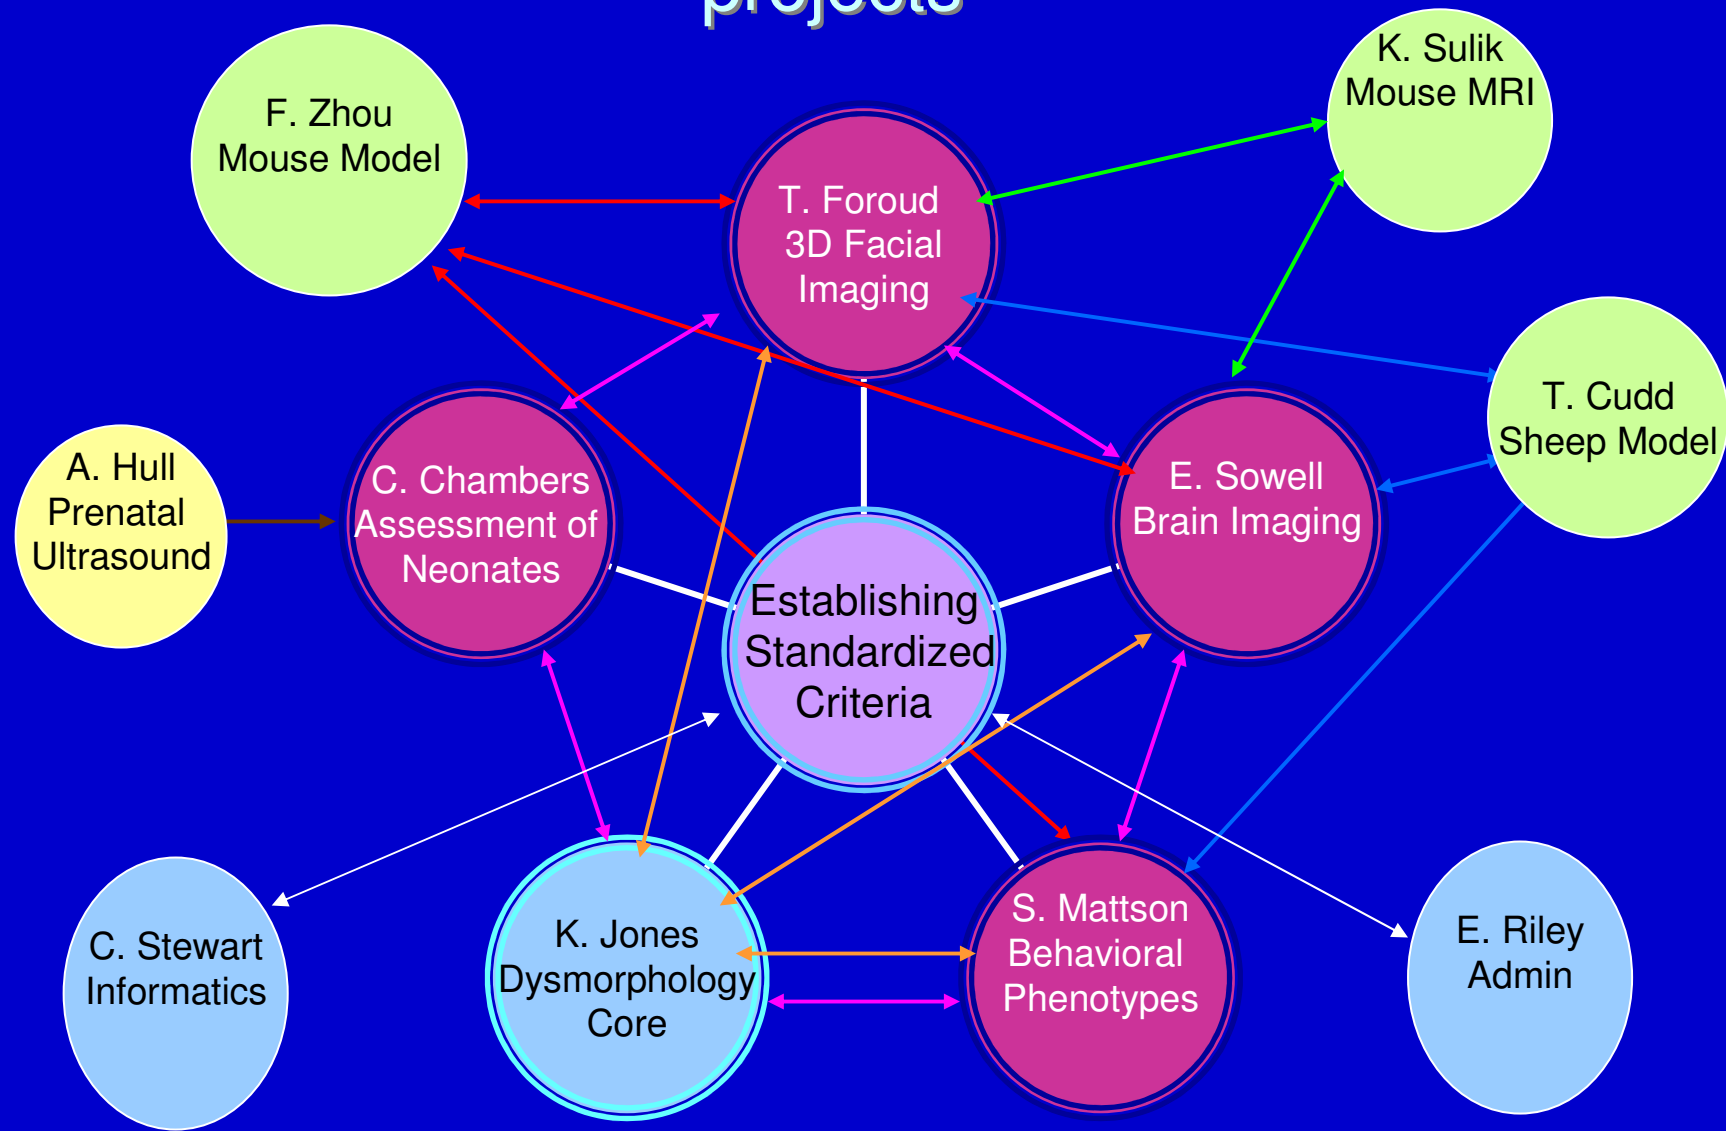 projects
K. Sulik
Mouse MRI
F. Zhou
Mouse Model
T. Foroud
3D Facial
Imaging
T. Cudd
Sheep Model
A. Hull
Prenatal
Ultrasound
C. Chambers
Assessment of
Neonates
E. Sowell
Brain Imaging
Establishing
Standardized
Criteria
C. Stewart
Informatics
K. Jones
Dysmorphology
Core
S. Mattson
Behavioral
Phenotypes
E. Riley
Admin